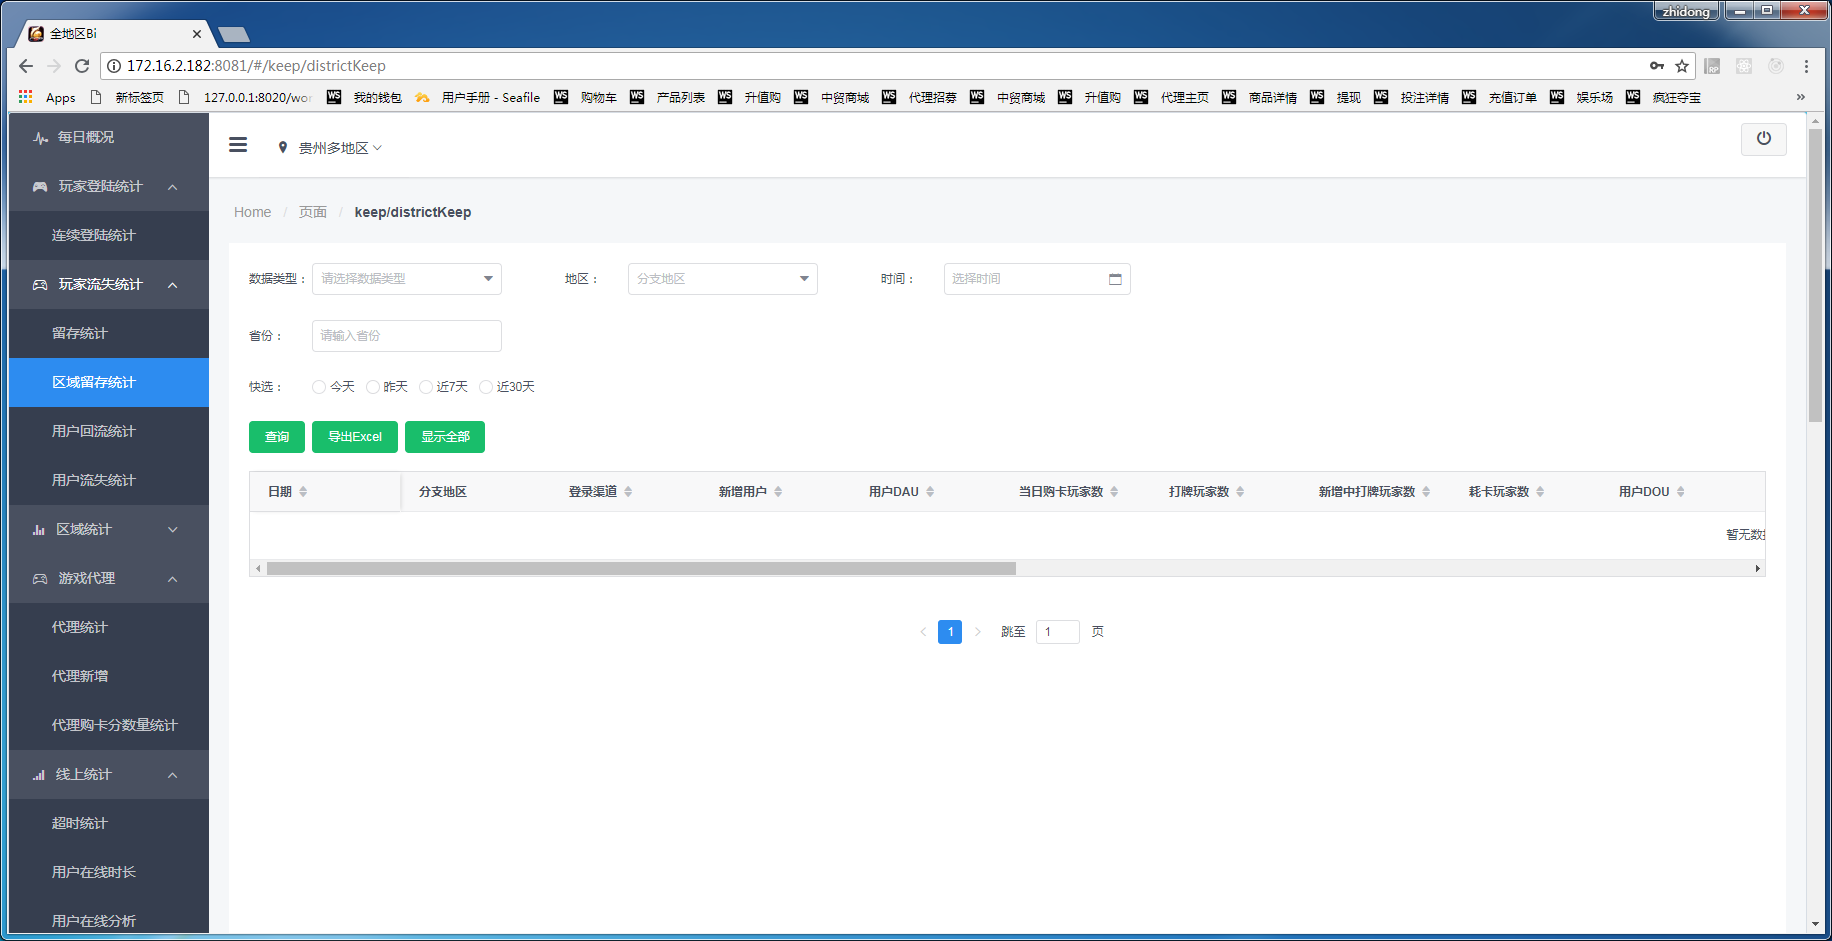 zhidong
全地区Bi
172.16.2.182:8081/#/keep/districtKeep
Apps 新标签页 127.0.0.1:8020/wor 我的钱包 用户手册 - Seafile 购物车 产品列表 升值购 中贸商城 代理招募 中贸商城 升值购 代理主页 商品详情 提现 投注详情 充值订单 娱乐场 疯狂夺宝 »
每日概况
玩家登陆统计
连续登陆统计
玩家流失统计
留存统计
区域留存统计
用户回流统计
用户流失统计
区域统计
游戏代理
代理统计
代理新增
代理购卡分数量统计
线上统计
超时统计
用户在线时长
用户在线分析
贵州多地区
Home / 页面 / keep/districtKeep
数据类型： 请选择数据类型 地区： 分支地区 时间： 选择时间
省份： 请输入省份
快选： 今天 昨天 近7天 近30天
查询 导出Excel 显示全部
日期 分支地区 登录渠道 新增用户 用户DAU 当日购卡玩家数 打牌玩家数 新增中打牌玩家数 耗卡玩家数 用户DOU
暂无数
1 跳至 1 页